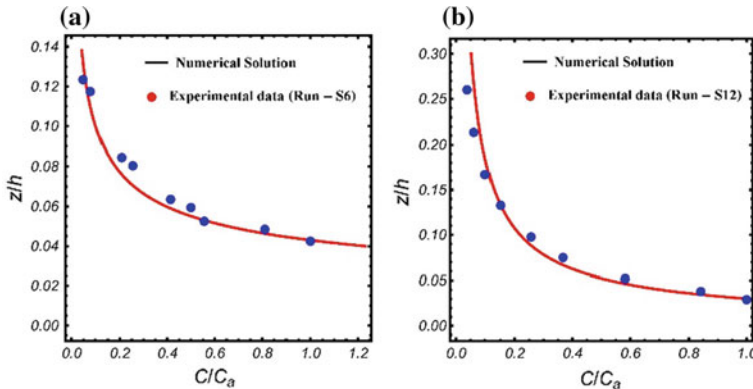 (a)
0.14
0.12
0.10
0.08
0.06
0.04
0.02
0.00
z/h
Numerical Solution
Experimental data (Run – S6)
0.0 0.2 0.4 0.6 0.8 1.0 1.2
C/Ca
(b)
0.30
0.25
0.20
0.15
0.10
0.05
0.00
z/h
Numerical Solution
Experimental data (Run – S12)
0.0 0.2 0.4 0.6 0.8 1.0
C/Ca